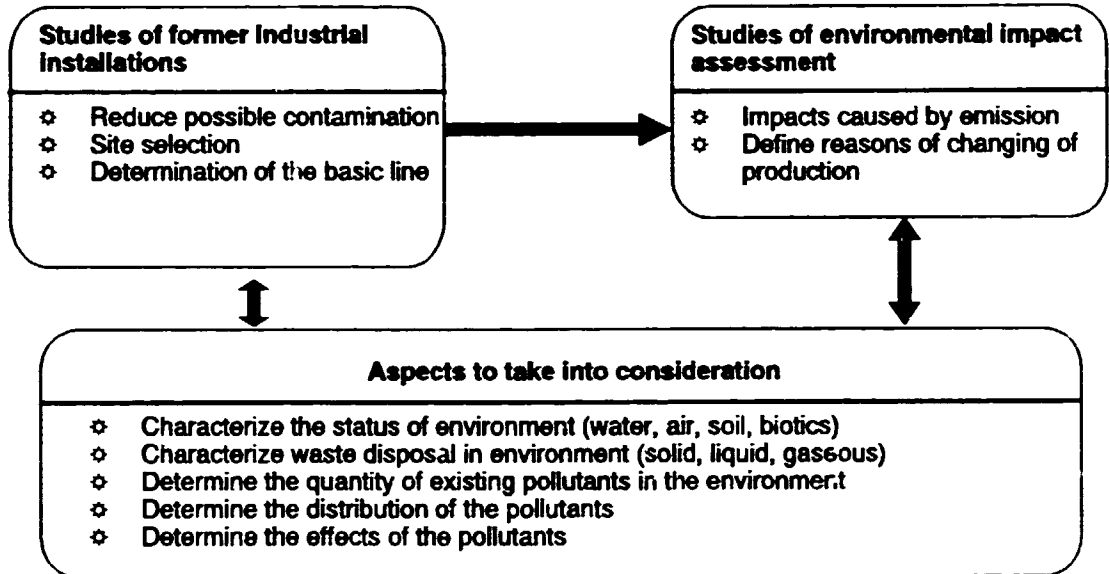 Studies of former industrial
installations
☼ Reduce possible contamination
☼ Site selection
☼ Determination of the basic line
Studies of environmental impact
assessment
☼ Impacts caused by emission
☼ Define reasons of changing of
production
Aspects to take into consideration
☼ Characterize the status of environment (water, air, soil, biotics)
☼ Characterize waste disposal in environment (solid, liquid, gaseous)
☼ Determine the quantity of existing pollutants in the environment
☼ Determine the distribution of the pollutants
☼ Determine the effects of the pollutants